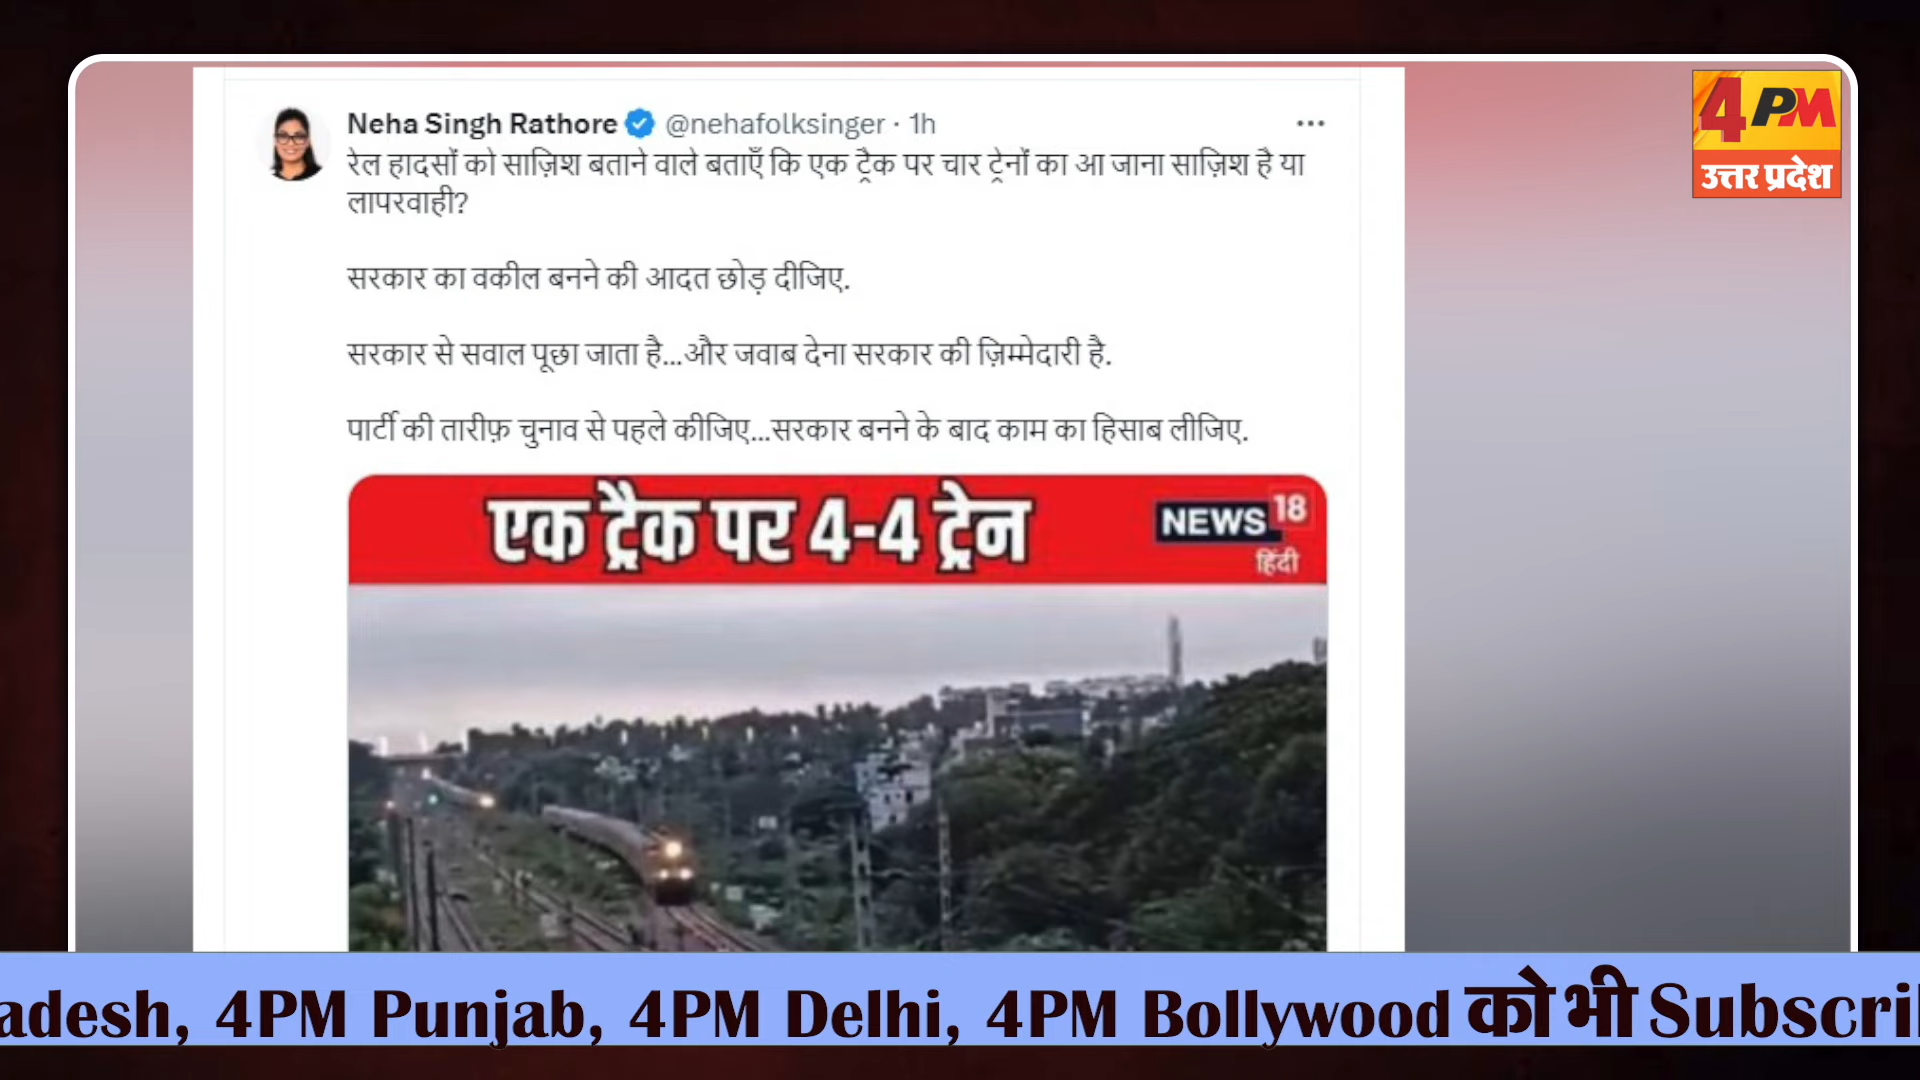 4PM
उत्तर प्रदेश
Neha Singh Rathore @nehafolksinger · 1h
रेल हादसों को साज़िश बताने वाले बताएँ कि एक ट्रैक पर चार ट्रेनों का आ जाना साज़िश है या
लापरवाही?
सरकार का वकील बनने की आदत छोड़ दीजिए.
सरकार से सवाल पूछा जाता है...और जवाब देना सरकार की ज़िम्मेदारी है.
पार्टी की तारीफ़ चुनाव से पहले कीजिए...सरकार बनने के बाद काम का हिसाब लीजिए.
एक ट्रैक पर 4-4 ट्रेन
NEWS 18
हिंदी
adesh, 4PM Punjab, 4PM Delhi, 4PM Bollywood को भी Subscri